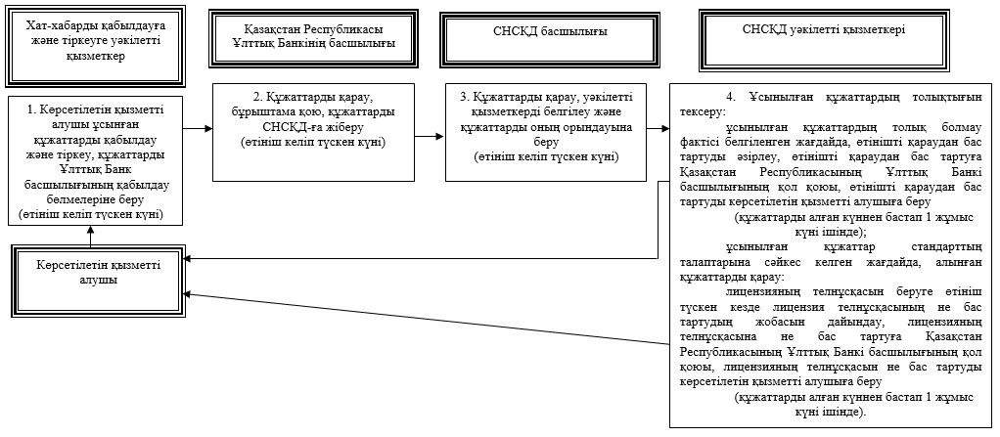 Хат-хабарды қабылдауға
және тіркеуге уәкілетті
қызметкер
Қазақстан Республикасы
Ұлттық Банкінің басшылығы
СНСҚД басшылығы
СНСҚД уәкілетті қызметкері
1. Көрсетілетін қызметті
алушы ұсынған
құжаттарды қабылдау
және тіркеу, құжаттарды
Ұлттық Банк
басшылығының қабылдау
бөлмелеріне беру
(өтініш келіп түскен күні)
2. Құжаттарды қарау,
бұрыштама қою, құжаттарды
СНСҚД-ға жіберу
(өтініш келіп түскен күні)
3. Құжаттарды қарау, уәкілетті
қызметкерді белгілеу және
құжаттарды оның орындауына
беру
(өтініш келіп түскен күні)
4. Ұсынылған құжаттардың толықтығын
тексеру:
ұсынылған құжаттардың толық болмау
фактісі белгіленген жағдайда, өтінішті қараудан бас
тартуды әзірлеу, өтінішті қараудан бас тартуға
Қазақстан Республикасының Ұлттық Банкі
басшылығының қол қоюы, өтінішті қараудан бас
тартуды көрсетілетін қызметті алушыға беру
(құжаттарды алған күннен бастап 1 жұмыс
күні ішінде);
ұсынылған құжаттар стандарттың
талаптарына сәйкес келген жағдайда, алынған
құжаттарды қарау:
лицензияның телнұсқасын беруге өтініш
түскен кезде лицензия телнұсқасының не бас
тартудың жобасын дайындау, лицензияның
телнұсқасына не бас тартуға Қазақстан
Республикасының Ұлттық Банкі басшылығының қол
қоюы, лицензияның телнұсқасын не бас тартуды
көрсетілетін қызметті алушыға беру
(құжаттарды алған күннен бастап 1 жұмыс
күні ішінде).
Көрсетілетін қызметті
алушы